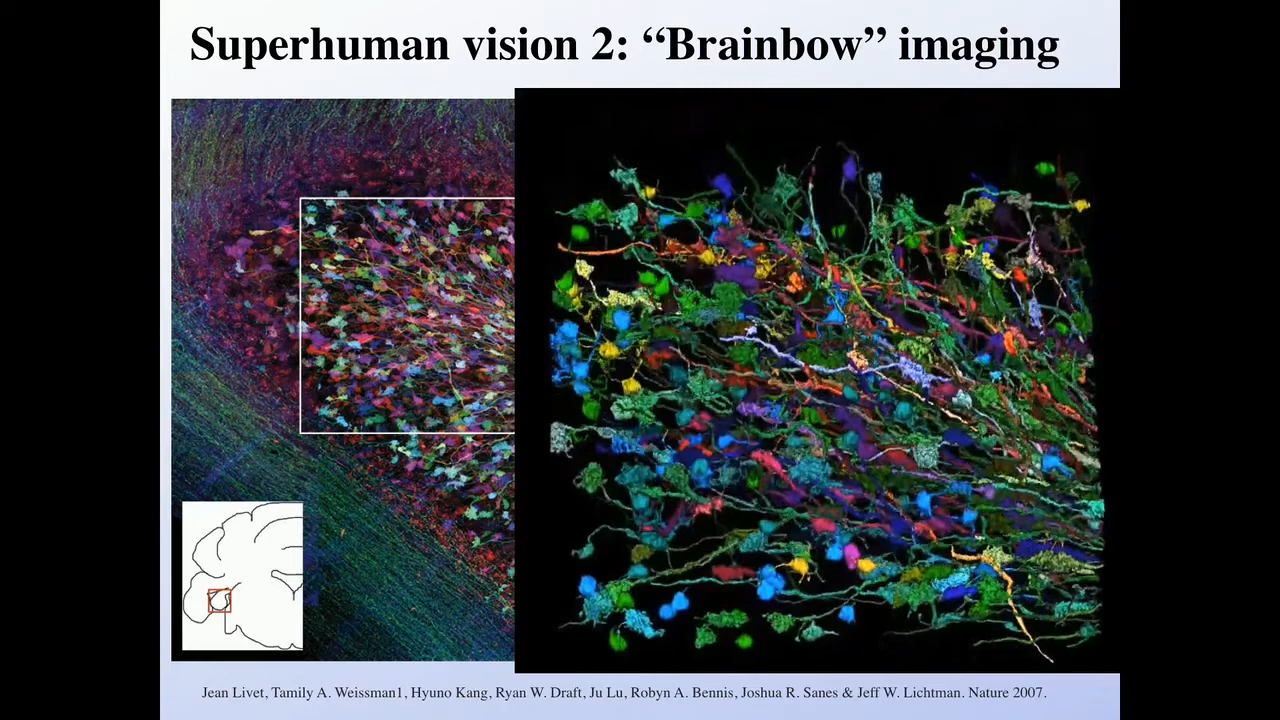 Superhuman vision 2: “Brainbow” imaging
Jean Livet, Tamily A. Weissman1, Hyuno Kang, Ryan W. Draft, Ju Lu, Robyn A. Bennis, Joshua R. Sanes & Jeff W. Lichtman. Nature 2007.